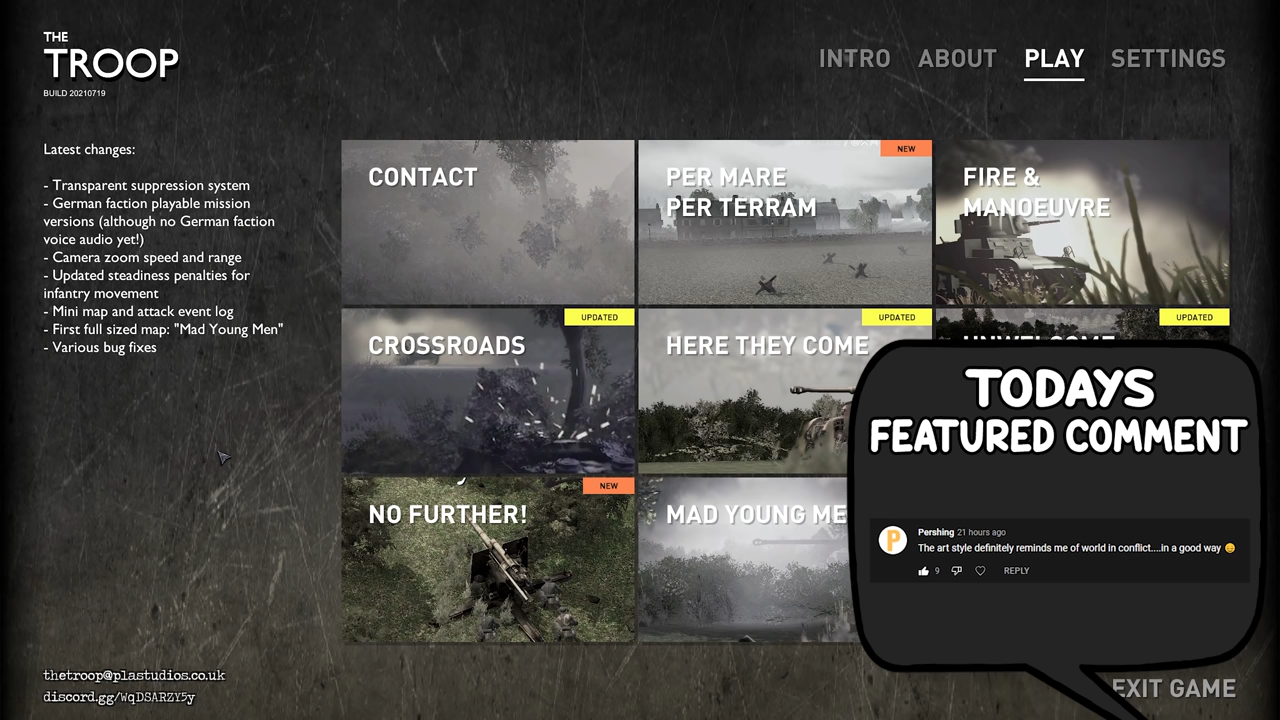 THE
TROOP
BUILD 20210719
INTRO
ABOUT
PLAY
SETTINGS
Latest changes:
- Transparent suppression system
- German faction playable mission
versions (although no German faction
voice audio yet!)
- Camera zoom speed and range
- Updated steadiness penalties for
infantry movement
- Mini map and attack event log
- First full sized map: "Mad Young Men"
- Various bug fixes
CONTACT
NEW
PER MARE
PER TERRAM
FIRE &
MANOEUVRE
UPDATED
CROSSROADS
UPDATED
HERE THEY COME
UPDATED
UNWELCOME
NEW
NO FURTHER!
MAD YOUNG ME
TODAYS
FEATURED COMMENT
Pershing 21 hours ago
The art style definitely reminds me of world in conflict....in a good way 😊
9
REPLY
thetroop@plastudios.co.uk
discord.gg/WqDSARZY5y
EXIT GAME